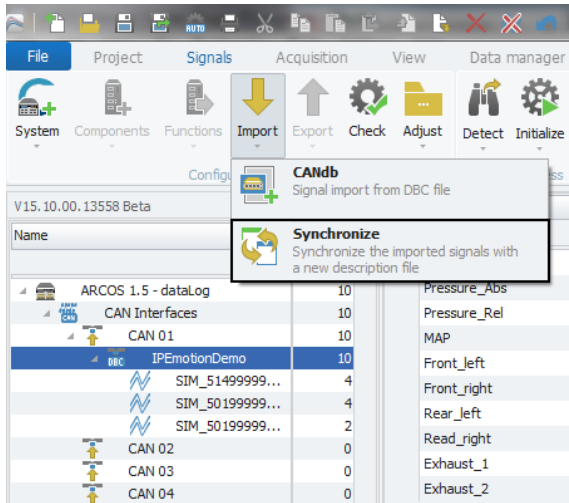 AUTO
File Project Signals Acquisition View Data manager
System Components Functions Import Export Check Adjust Detect Initialize
CANdb
Signal import from DBC file
Synchronize
Synchronize the imported signals with
a new description file
V15.10.00.13558 Beta
Name
ARCOS 1.5 - dataLog 10
CAN Interfaces 10
CAN 01 10
DBC IPEmotionDemo 10
SIM_51499999... 4
SIM_50199999... 4
SIM_50199999... 2
CAN 02 0
CAN 03 0
CAN 04 0
Pressure_Abs
Pressure_Rel
MAP
Front_left
Front_right
Rear_left
Read_right
Exhaust_1
Exhaust_2